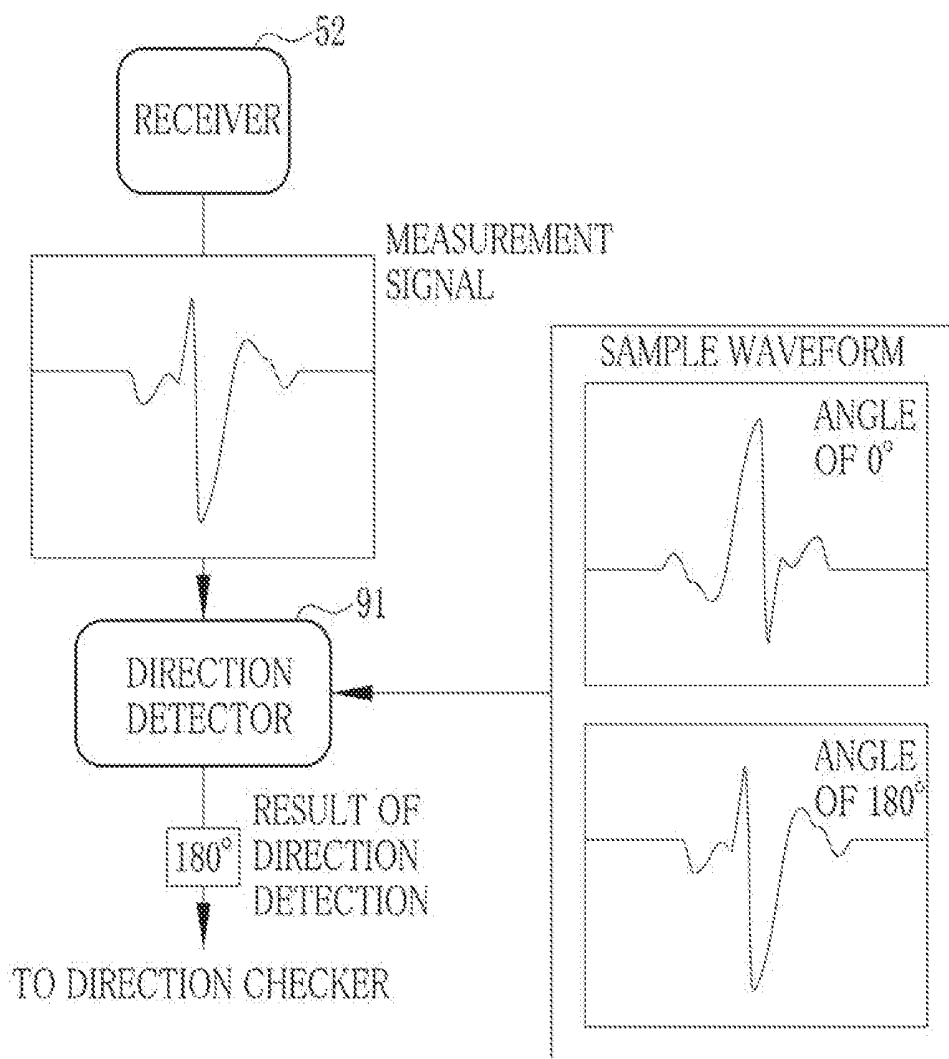 52
RECEIVER
MEASUREMENT
SIGNAL
SAMPLE WAVEFORM
ANGLE
OF 0°
91
DIRECTION
DETECTOR
ANGLE
OF 180°
RESULT OF
180°
DIRECTION
DETECTION
TO DIRECTION CHECKER